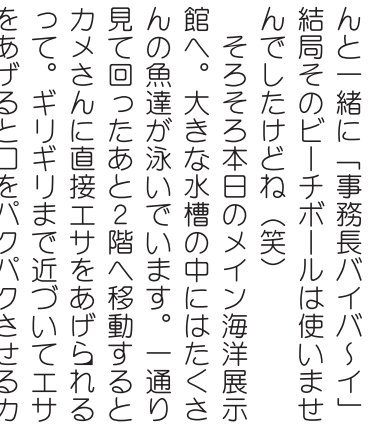 んと一緒に「事務長バイバ～イ」
結局そのビーチボールは使いませ
んでしたけどね（笑）
　そろそろ本日のメイン海洋展示
館へ。大きな水槽の中にはたくさ
んの魚達が泳いでいます。一通り
見て回ったあと２階へ移動すると
カメさんに直接エサをあげられる
って。ギリギリまで近づいてエサ
をあげると口をパクパクさせるカ